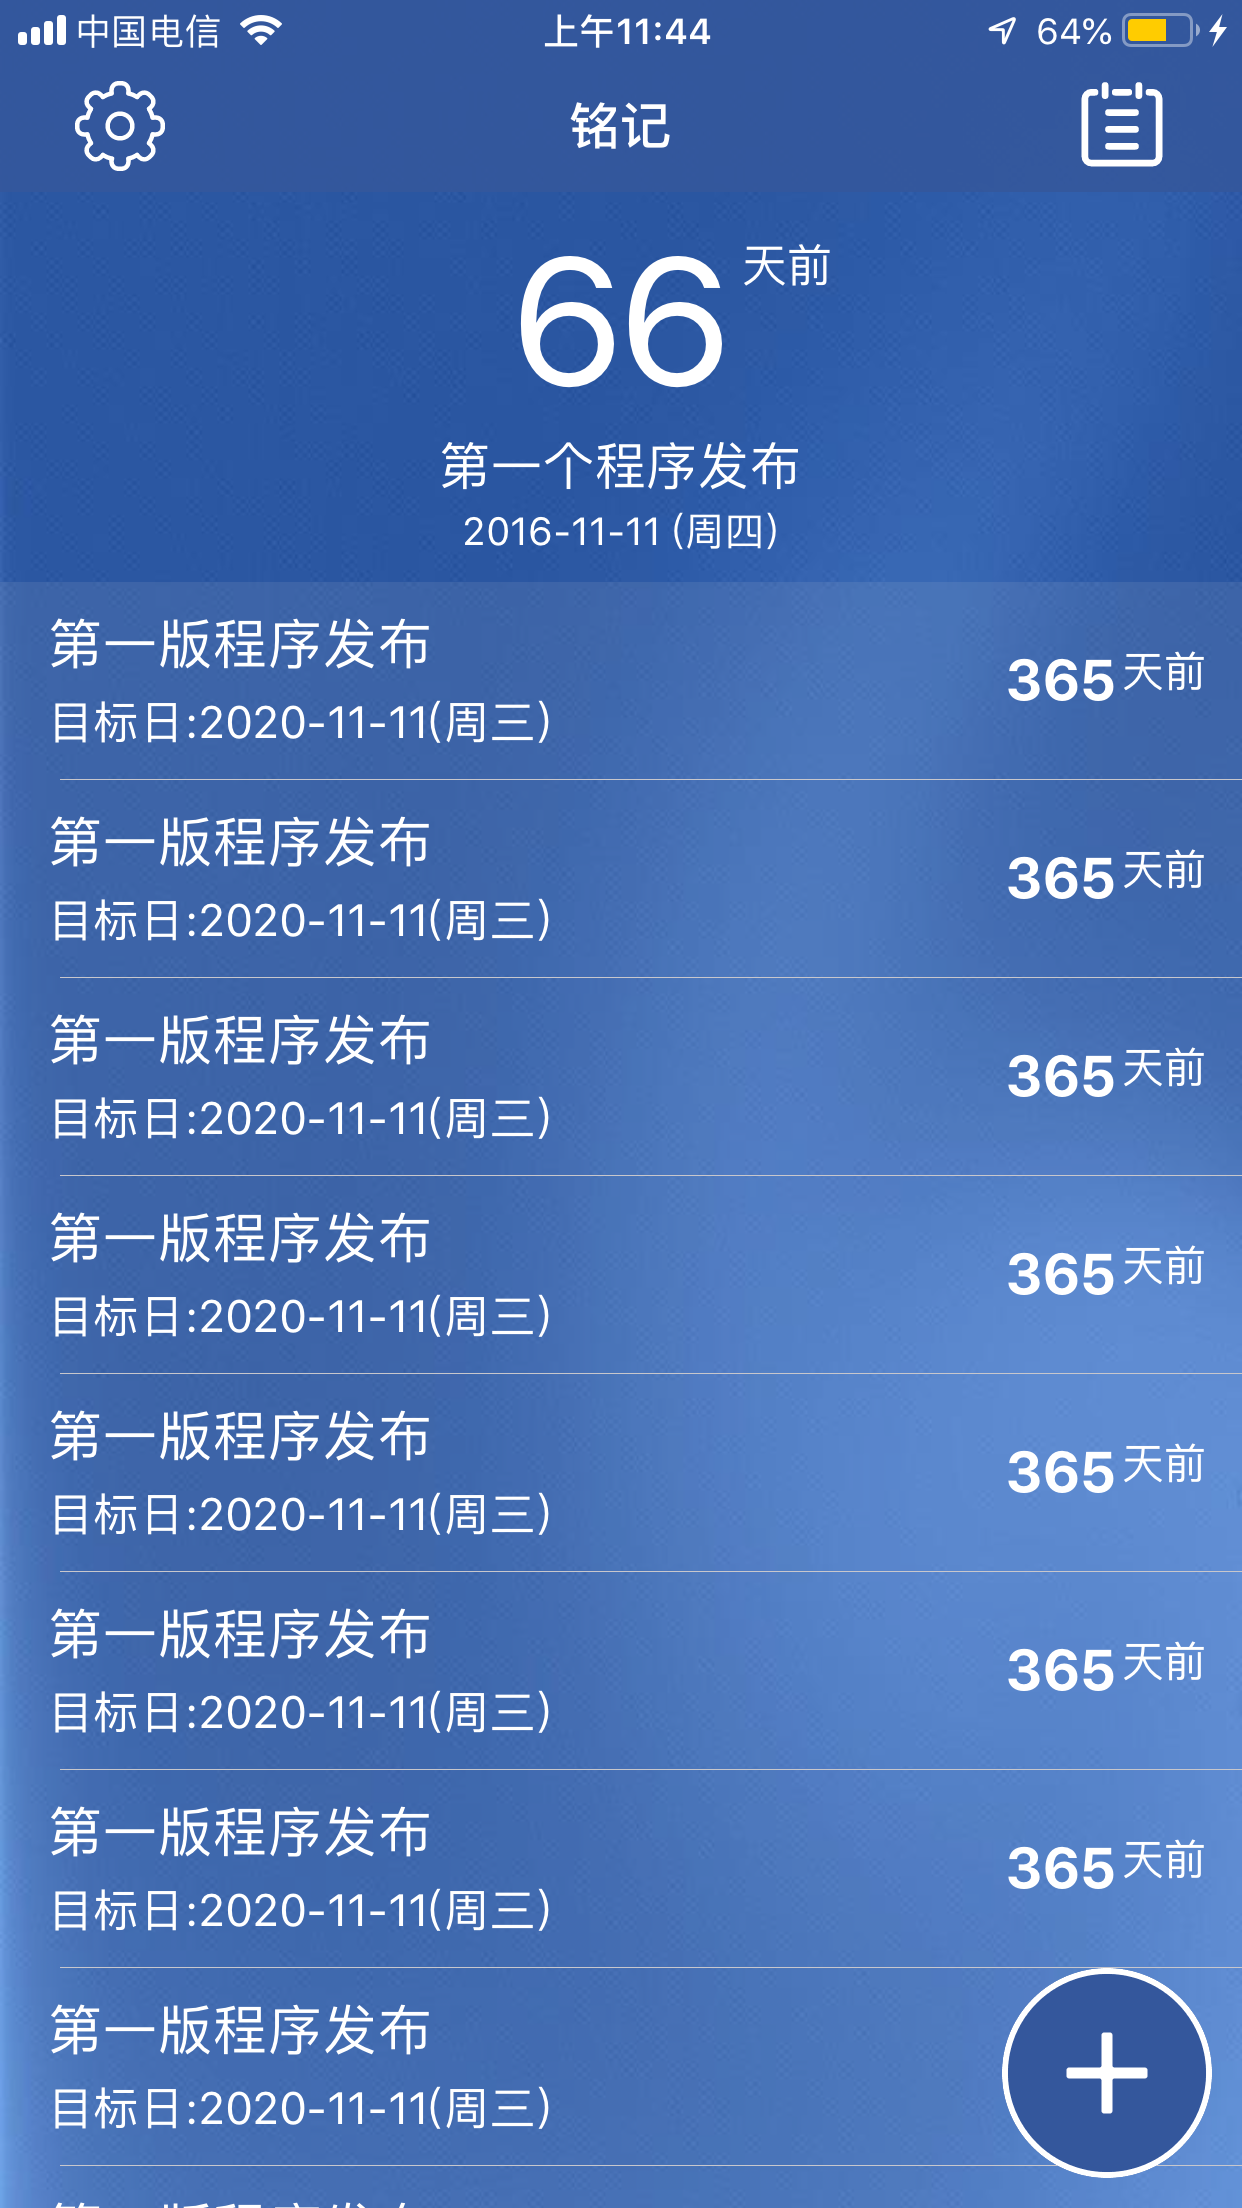 中国电信 上午11:44 64%
铭记
66 天前
第一个程序发布
2016-11-11 (周四)
第一版程序发布
365 天前
目标日:2020-11-11(周三)
第一版程序发布
365 天前
目标日:2020-11-11(周三)
第一版程序发布
365 天前
目标日:2020-11-11(周三)
第一版程序发布
365 天前
目标日:2020-11-11(周三)
第一版程序发布
365 天前
目标日:2020-11-11(周三)
第一版程序发布
365 天前
目标日:2020-11-11(周三)
第一版程序发布
365 天前
目标日:2020-11-11(周三)
第一版程序发布
目标日:2020-11-11(周三)